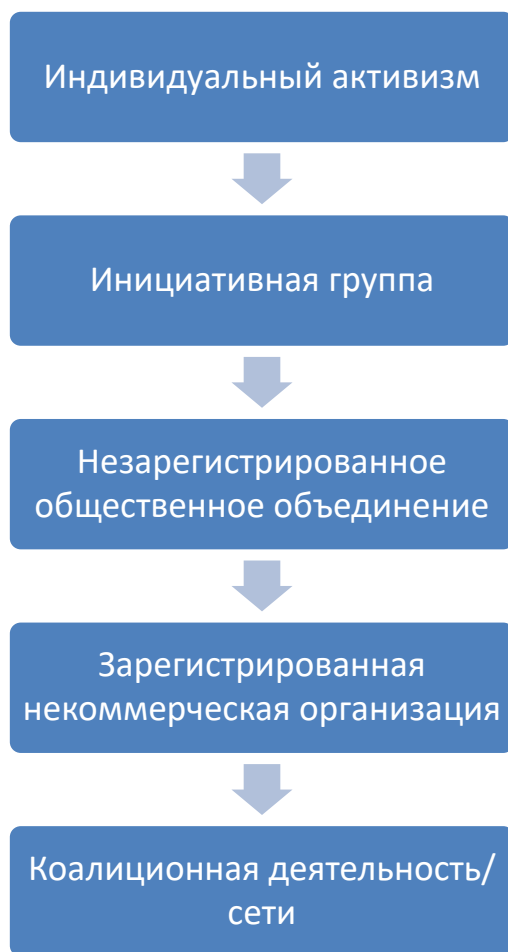 Индивидуальный активизм
Инициативная группа
Незарегистрированное
общественное объединение
Зарегистрированная
некоммерческая организация
Коалиционная деятельность/
сети